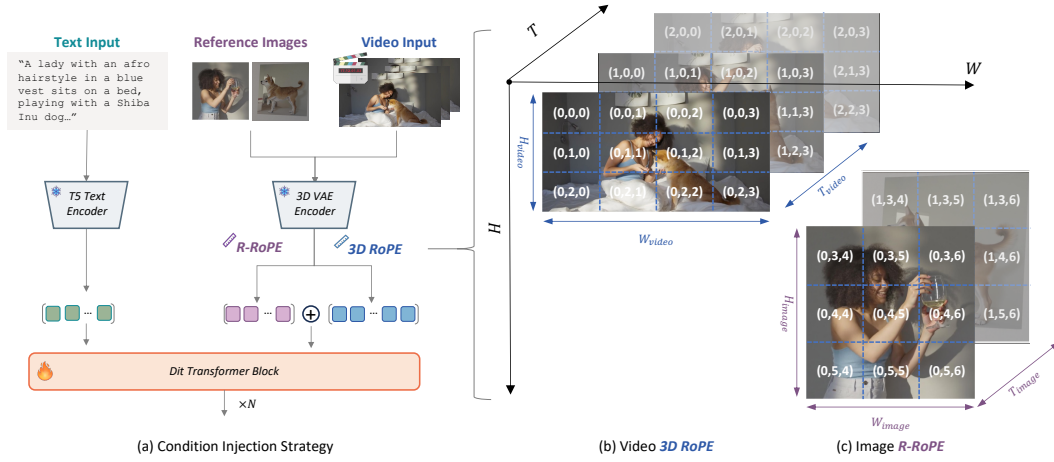 Text Input
"A lady with an afro
hairstyle in a blue
vest sits on a bed,
playing with a Shiba
Inu dog…"
Reference Images
Video Input
T5 Text
Encoder
3D VAE
Encoder
R-RoPE
3D RoPE
...
...
...
Dit Transformer Block
×N
(a) Condition Injection Strategy
T
W
H
(2,0,0) (2,0,1) (2,0,2) (2,0,3)
(1,0,0) (1,0,1) (1,0,2) (1,0,3) (2,1,3)
(0,0,0) (0,0,1) (0,0,2) (0,0,3) (1,1,3) (2,2,3)
(0,1,0) (0,1,1) (0,1,2) (0,1,3) (1,2,3)
(0,2,0) (0,2,1) (0,2,2) (0,2,3)
H_video
W_video
T_video
(b) Video 3D RoPE
(1,3,4) (1,3,5) (1,3,6)
(0,3,4) (0,3,5) (0,3,6) (1,4,6)
(0,4,4) (0,4,5) (0,4,6) (1,5,6)
(0,5,4) (0,5,5) (0,5,6)
H_image
W_image
T_image
(c) Image R-RoPE